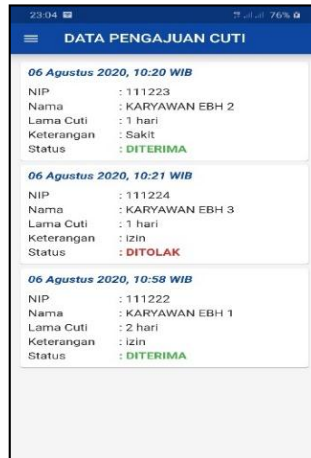 23:04 76%
DATA PENGAJUAN CUTI
06 Agustus 2020, 10:20 WIB
NIP : 111223
Nama : KARYAWAN EBH 2
Lama Cuti : 1 hari
Keterangan : Sakit
Status : DITERIMA
06 Agustus 2020, 10:21 WIB
NIP : 111224
Nama : KARYAWAN EBH 3
Lama Cuti : 1 hari
Keterangan : izin
Status : DITOLAK
06 Agustus 2020, 10:58 WIB
NIP : 111222
Nama : KARYAWAN EBH 1
Lama Cuti : 2 hari
Keterangan : izin
Status : DITERIMA